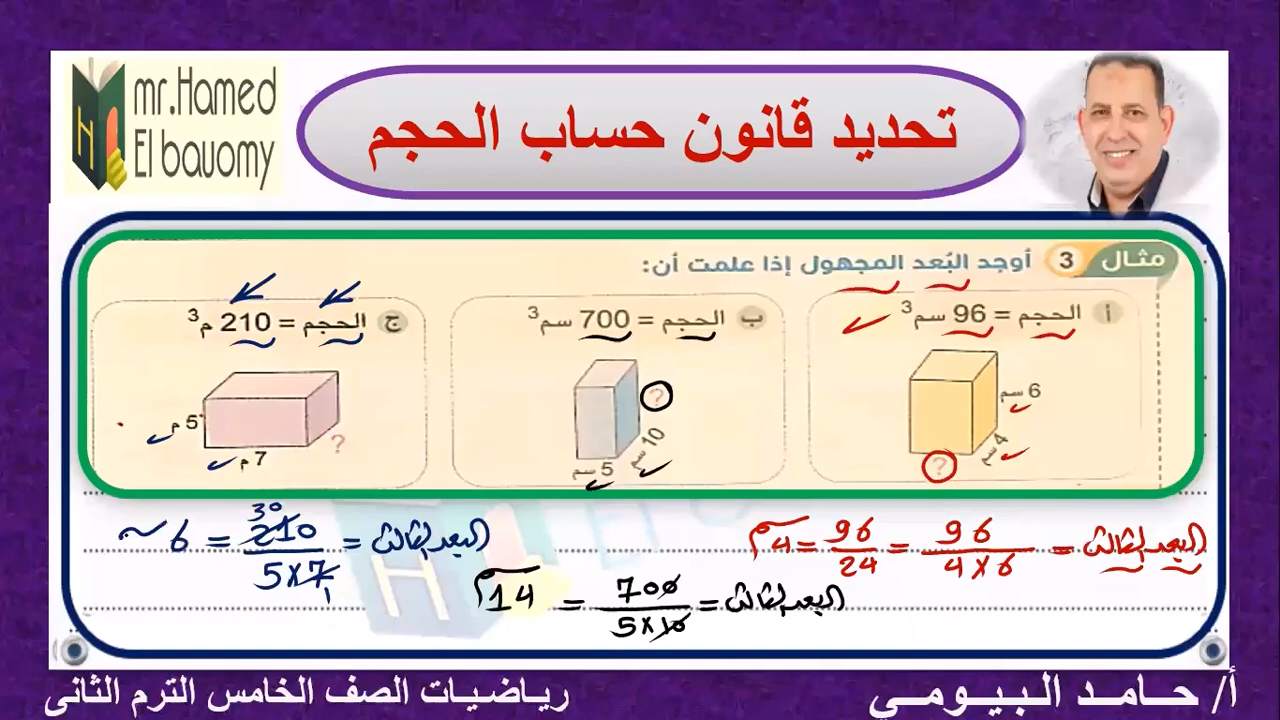 mr.Hamed
El bauomy
تحديد قانون حساب الحجم
مثال 3 أوجد البُعد المجهول إذا علمت أن:
أ الحجم = 96 سم³
6 سم
4 سم
?
ب الحجم = 700 سم³
?
10 سم
5 سم
ج الحجم = 210 م³
5 م
7 م
?
البعد الثالث = 96 / 4 × 6 = 96 / 24 = 4 سم
البعد الثالث = 700 / 5 × 10 = 14 سم
البعد الثالث = 210 / 5 × 7 = 6 م
30
1
H
أ/ حامد البيومي
رياضيات الصف الخامس الترم الثانى